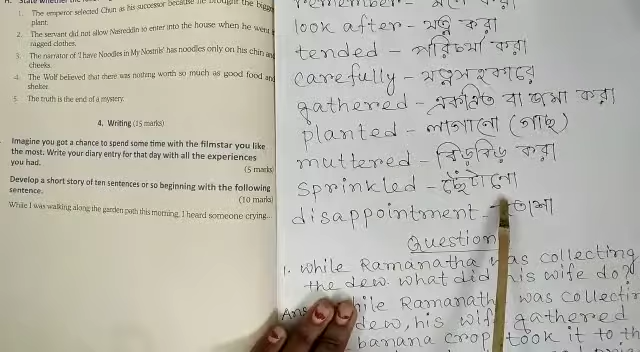 1. The emperor selected Chun as his successor because he brought the bigg
plant.
2. The servant did not allow Nasreddin to enter into the house when he went
ragged clothes.
3. The narrator of 'I have Noodles in My Nostrils' has noodles only on his chin and
cheeks.
4. The Wolf believed that there was nothing worth so much as good food and
shelter.
5. The truth is the end of a mystery.
4. Writing (15 marks)
Imagine you got a chance to spend some time with the filmstar you like
the most. Write your diary entry for that day with all the experiences
you had.
(5 marks
Develop a short story of ten sentences or so beginning with the following
sentence.
(10 marks)
While I was walking along the garden path this morning, I heard someone crying...
remember - মনে করা
look after - যত্ন করা
tended - পরিচর্যা করা
carefully - যত্নসহকারে
gathered - একত্রিত বা জমা করা
planted - লাগানো (গাছ)
muttered - বিড়বিড় করা
sprinkled - ছেঁটানো
disappointment -
Question
1. While Ramanatha was collecting
the dew. what did his wife do?
Ans While Ramanath was collectin
dew, his wife gathered
banana crop took it to th